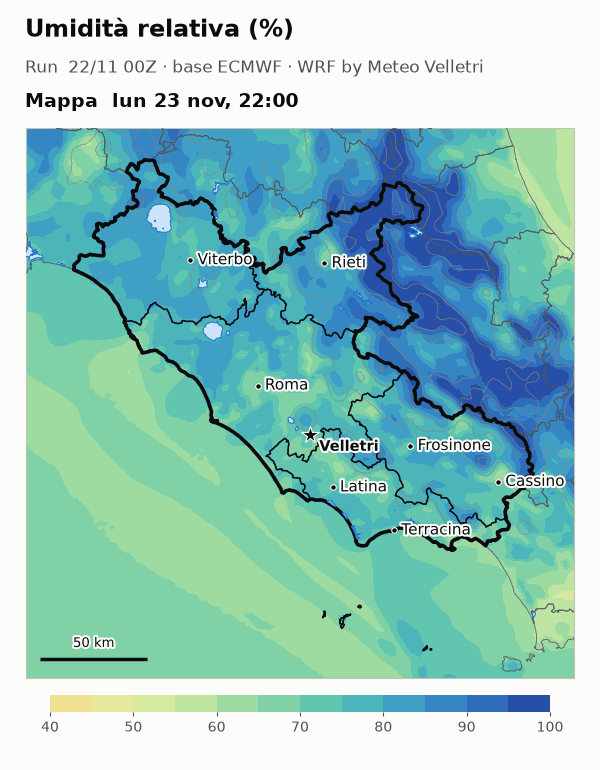 Umidità relativa (%)
Run  22/11 00Z · base ECMWF · WRF by Meteo Velletri
Mappa  lun 23 nov, 22:00
Viterbo
Rieti
Roma
Velletri
Frosinone
Cassino
Latina
Terracina
50 km
40 50 60 70 80 90 100